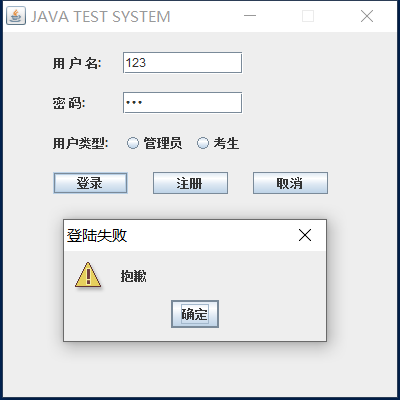 JAVA TEST SYSTEM
用 户 名: 123
密 码: •••
用户类型: 管理员 考生
登录 注册 取消
登陆失败
抱歉
确定